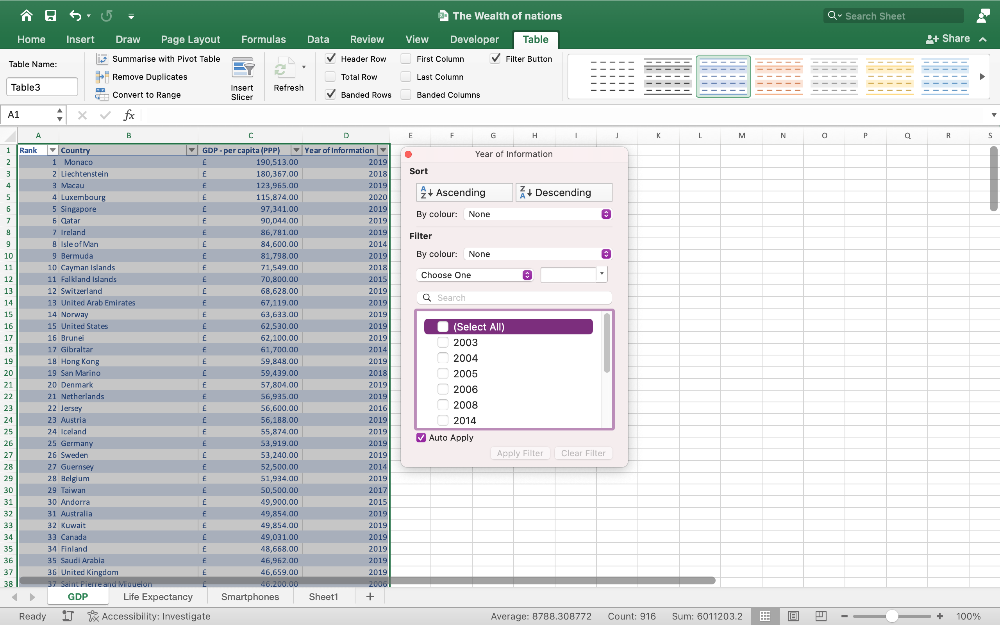 The Wealth of nations
Search Sheet
Home Insert Draw Page Layout Formulas Data Review View Developer Table Share
Table Name:
Table3
Summarise with Pivot Table
Remove Duplicates
Convert to Range
Insert
Slicer
Refresh
Header Row First Column Filter Button
Total Row Last Column
Banded Rows Banded Columns
A1 fx
A B C D E F G H I J K L M N O P Q R S
1 Rank Country GDP - per capita (PPP) Year of Information
2 1 Monaco £ 190,513.00 2019
3 2 Liechtenstein £ 180,367.00 2018
4 3 Macau £ 123,965.00 2019
5 4 Luxembourg £ 115,874.00 2020
6 5 Singapore £ 97,341.00 2019
7 6 Qatar £ 90,044.00 2019
8 7 Ireland £ 86,781.00 2019
9 8 Isle of Man £ 84,600.00 2014
10 9 Bermuda £ 81,798.00 2019
11 10 Cayman Islands £ 71,549.00 2018
12 11 Falkland Islands £ 70,800.00 2015
13 12 Switzerland £ 68,628.00 2019
14 13 United Arab Emirates £ 67,119.00 2019
15 14 Norway £ 63,633.00 2019
16 15 United States £ 62,530.00 2019
17 16 Brunei £ 62,100.00 2019
18 17 Gibraltar £ 61,700.00 2014
19 18 Hong Kong £ 59,848.00 2019
20 19 San Marino £ 59,439.00 2018
21 20 Denmark £ 57,804.00 2019
22 21 Netherlands £ 56,935.00 2019
23 22 Jersey £ 56,600.00 2016
24 23 Austria £ 56,188.00 2019
25 24 Iceland £ 55,874.00 2019
26 25 Germany £ 53,919.00 2019
27 26 Sweden £ 53,240.00 2019
28 27 Guernsey £ 52,500.00 2014
29 28 Belgium £ 51,934.00 2019
30 29 Taiwan £ 50,500.00 2017
31 30 Andorra £ 49,900.00 2015
32 31 Australia £ 49,854.00 2019
33 32 Kuwait £ 49,854.00 2019
34 33 Canada £ 49,031.00 2019
35 34 Finland £ 48,668.00 2019
36 35 Saudi Arabia £ 46,962.00 2019
37 36 United Kingdom £ 46,659.00 2019
38 37 Saint Pierre and Miquelon £ 46,200.00 2006
Year of Information
Sort
Ascending Descending
By colour: None
Filter
By colour: None
Choose One
Search
(Select All)
2003
2004
2005
2006
2008
2014
Auto Apply
Apply Filter Clear Filter
GDP Life Expectancy Smartphones Sheet1 +
Ready Accessibility: Investigate Average: 8788.308772 Count: 916 Sum: 6011203.2 100%